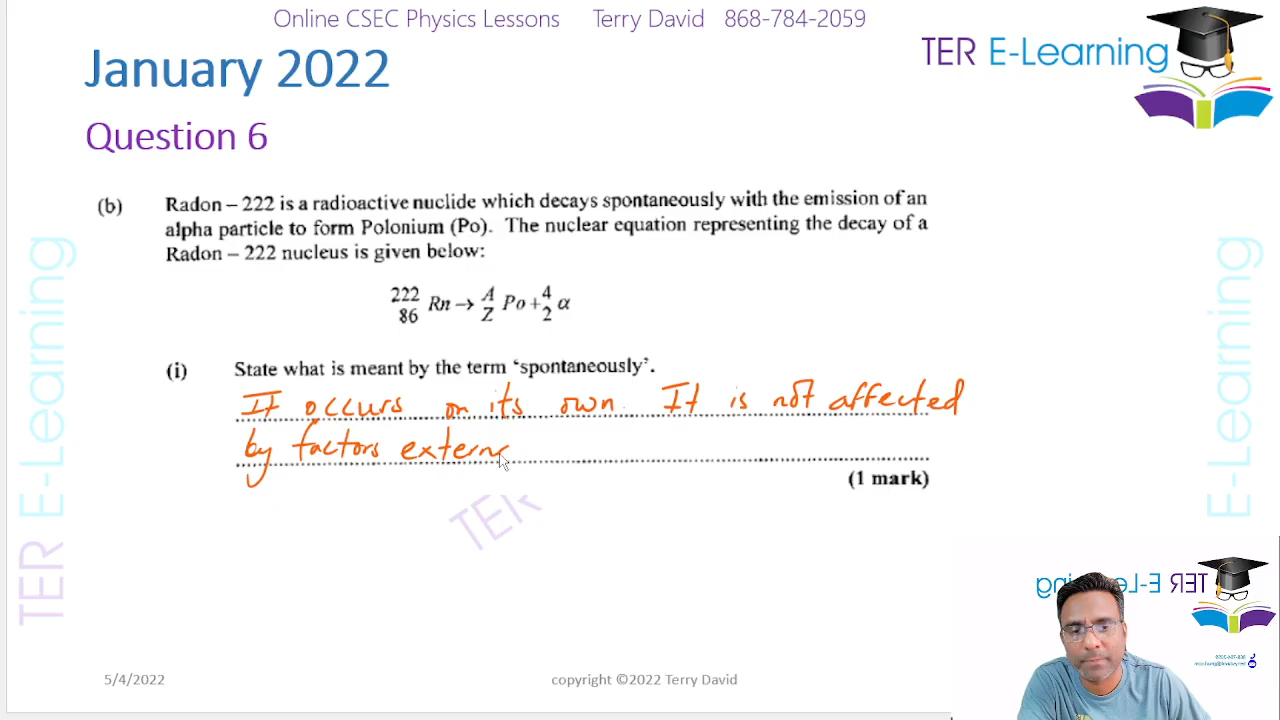 Online CSEC Physics Lessons Terry David 868-784-2059
January 2022
TER E-Learning
Question 6
(b) Radon – 222 is a radioactive nuclide which decays spontaneously with the emission of an
alpha particle to form Polonium (Po). The nuclear equation representing the decay of a
Radon – 222 nucleus is given below:
222 86 Rn → A Z Po + 4 2 α
(i) State what is meant by the term ‘spontaneously’.
It occurs on its own. It is not affected
by factors extern
(1 mark)
TER E-Learning
E-Learning
TER
TER E-Learning
5/4/2022
copyright ©2022 Terry David